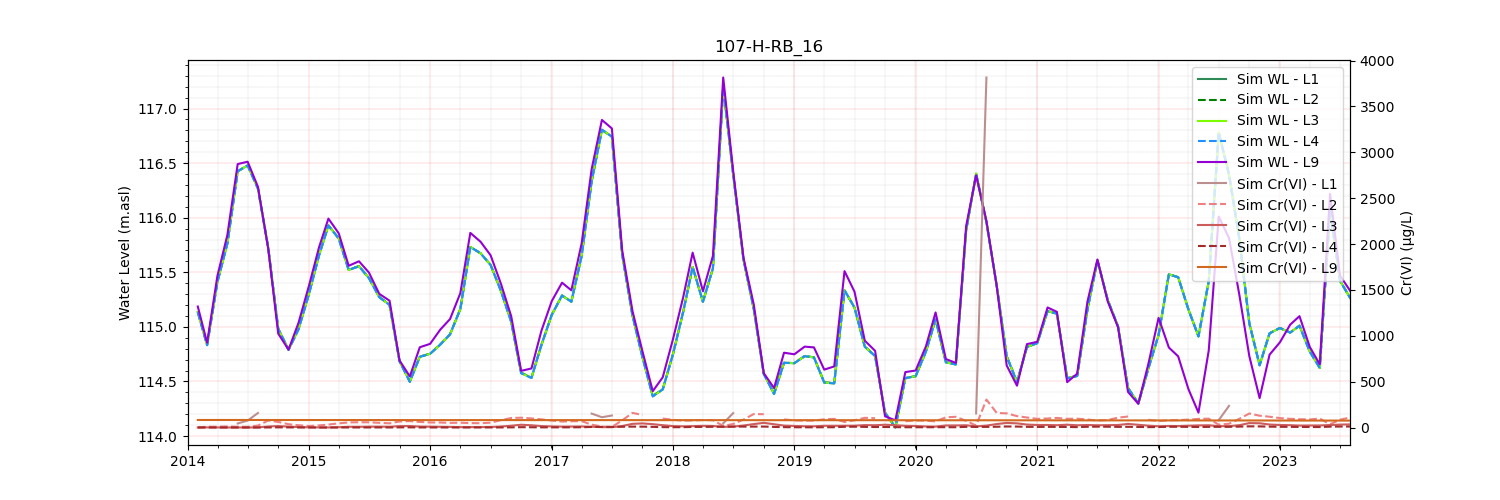 107-H-RB_16
Water Level (m.asl)
117.0
116.5
116.0
115.5
115.0
114.5
114.0
2014
2015
2016
2017
2018
2019
2020
2021
2022
2023
4000
3500
3000
2500
2000
1500
1000
500
0
Cr(VI) (µg/L)
Sim WL - L1
Sim WL - L2
Sim WL - L3
Sim WL - L4
Sim WL - L9
Sim Cr(VI) - L1
Sim Cr(VI) - L2
Sim Cr(VI) - L3
Sim Cr(VI) - L4
Sim Cr(VI) - L9